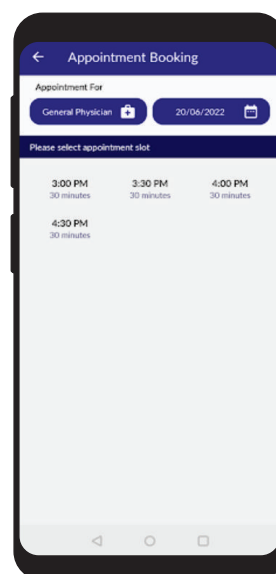 Appointment Booking
Appointment For
General Physician 20/06/2022
Please select appointment slot
3:00 PM 3:30 PM 4:00 PM
30 minutes 30 minutes 30 minutes
4:30 PM
30 minutes